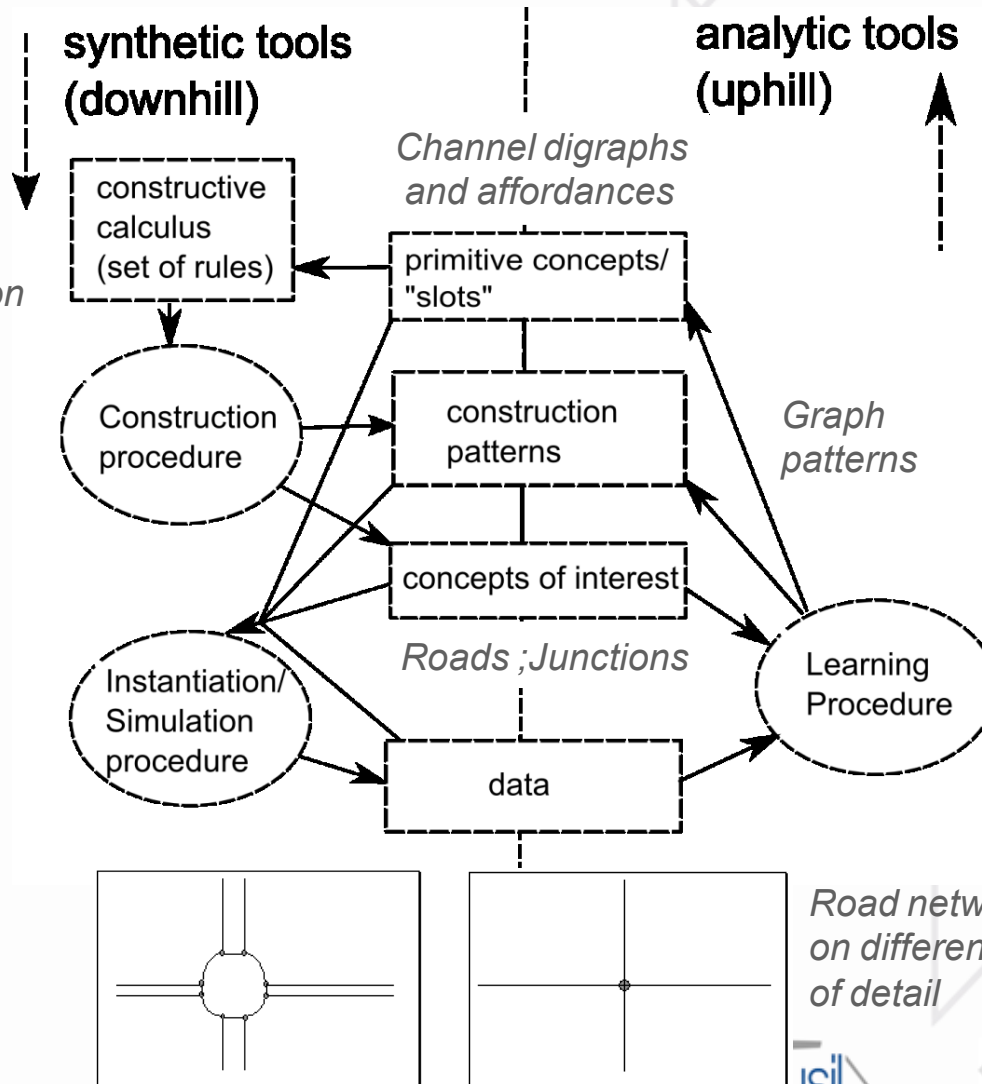 synthetic tools
(downhill)
analytic tools
(uphill)
Channel digraphs
and affordances
constructive
calculus
(set of rules)
primitive concepts/
"slots"
Construction
procedure
construction
patterns
Graph
patterns
concepts of interest
Roads ;Junctions
Instantiation/
Simulation
procedure
Learning
Procedure
data
Road
on
of detail